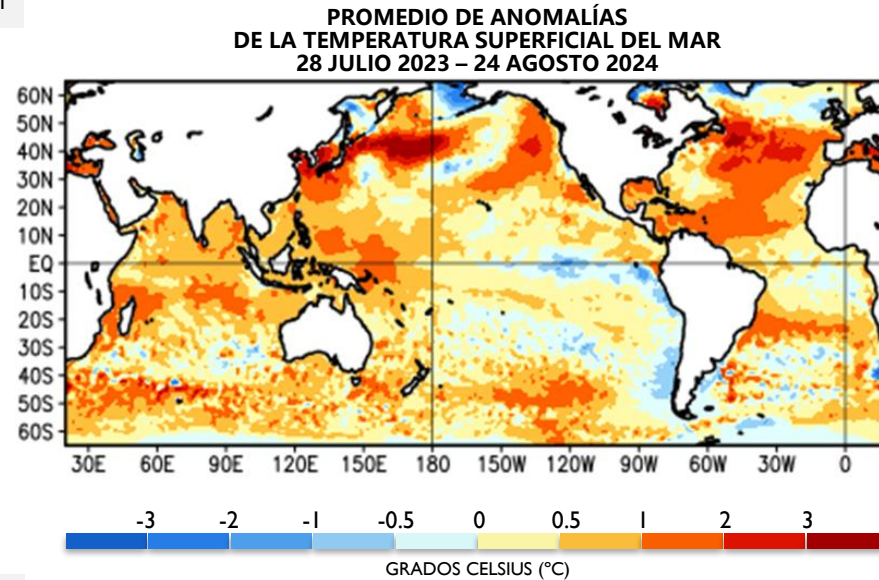 PROMEDIO DE ANOMALÍAS
DE LA TEMPERATURA SUPERFICIAL DEL MAR
28 JULIO 2023 – 24 AGOSTO 2024
60N
50N
40N
30N
20N
10N
EQ
10S
20S
30S
40S
50S
60S
30E 60E 90E 120E 150E 180 150W 120W 90W 60W 30W 0
-3 -2 -1 -0.5 0 0.5 1 2 3
GRADOS CELSIUS (°C)